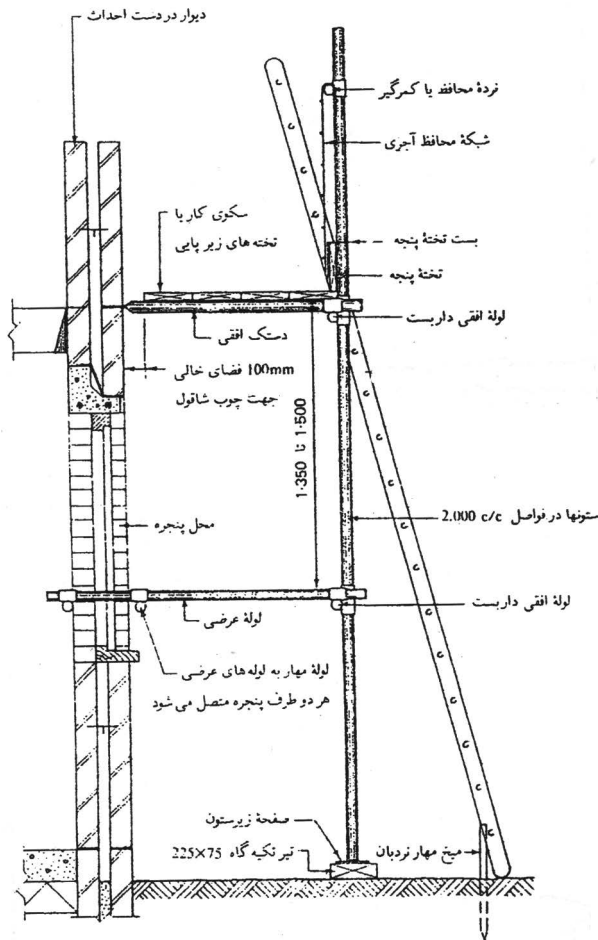 دیوار در دست احداث
نردهٔ محافظ یا کمرگیر
شبکهٔ محافظ آجری
سکوی کار یا
تخته های زیر پایی
بست تختهٔ پنجه
تختهٔ پنجه
دستک افقی
لولهٔ افقی داربست
100mm فضای خالی
جهت چوب شاقول
1·350 تا 1·500
ستونها در فواصل 2.000 c/c
محل پنجره
لولهٔ افقی داربست
لولهٔ عرضی
لولهٔ مهار به لوله های عرضی
هر دو طرف پنجره متصل می شود
صفحهٔ زیرستون
تیر تکیه گاه 225×75
میخ مهار نردبان